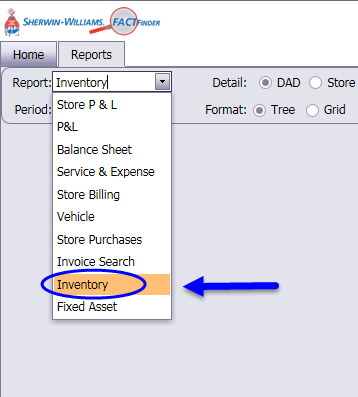 SHERWIN-WILLIAMS. FACTFINDER
Home Reports
Report: Inventory Detail: DAD Store
Period: Format: Tree Grid
Store P & L
P&L
Balance Sheet
Service & Expense
Store Billing
Vehicle
Store Purchases
Invoice Search
Inventory
Fixed Asset